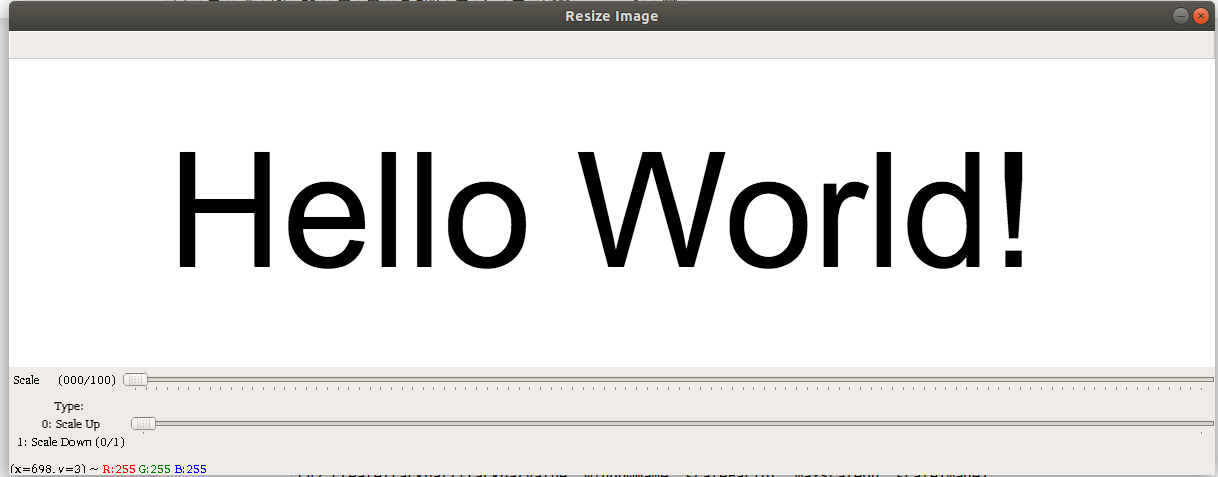 Resize Image
Hello World!
Scale (000/100)
Type:
0: Scale Up
1: Scale Down (0/1)
(x=698, y=3) ~ R:255 G:255 B:255